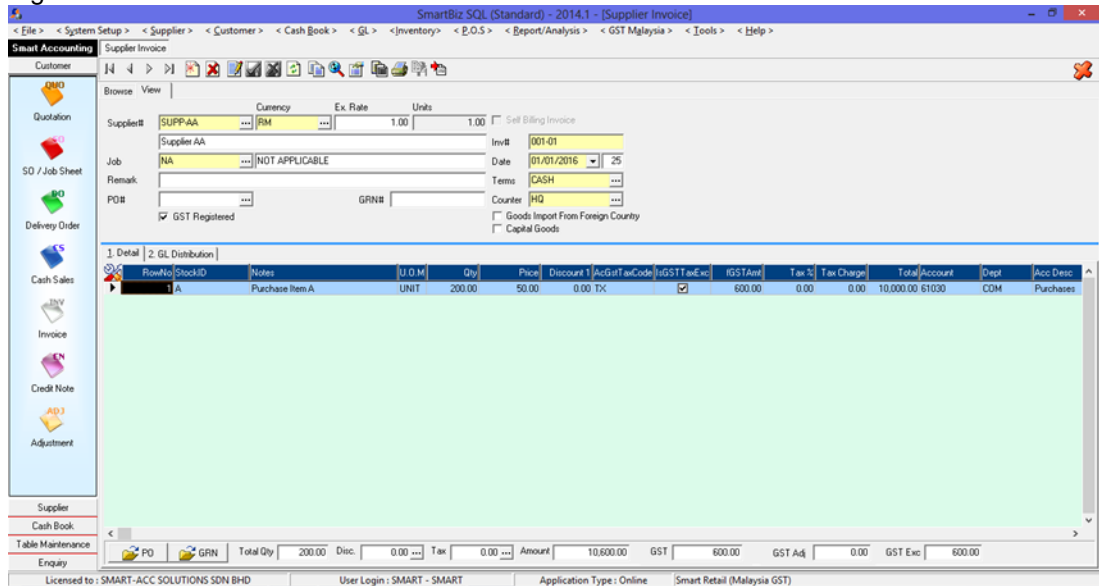 SmartBiz SQL (Standard) - 2014.1 - [Supplier Invoice]
< File > < System Setup > < Supplier > < Customer > < Cash Book > < GL > <Inventory> < P.O.S > < Report/Analysis > < GST Malaysia > < Tools > < Help >
Smart Accounting Supplier Invoice
Customer
Browse View
QUO
Quotation
SO
SO / Job Sheet
DO
Delivery Order
CS
Cash Sales
INV
Invoice
CN
Credit Note
ADJ
Adjustment
Supplier
Cash Book
Table Maintenance
Enquiry
Currency Ex. Rate Units
Supplier# SUPP-AA ... RM ... 1.00 1.00 Self Billing Invoice
Supplier AA Inv# 001-01
Job NA ... NOT APPLICABLE Date 01/01/2016 25
Remark Terms CASH ...
PO# ... GRN# Counter HQ ...
GST Registered Goods Import From Foreign Country
Capital Goods
1. Detail 2. GL Distribution
RowNo StockID Notes U.O.M Qty Price Discount 1 AcGstTaxCode IsGSTTaxExc fGSTAmt Tax % Tax Charge Total Account Dept Acc Desc
1 A Purchase Item A UNIT 200.00 50.00 0.00 TX 600.00 0.00 0.00 10,000.00 61030 COM Purchases
PO GRN Total Qty 200.00 Disc. 0.00 ... Tax 0.00 ... Amount 10,600.00 GST 600.00 GST Adj 0.00 GST Exc 600.00
Licensed to : SMART-ACC SOLUTIONS SDN BHD User Login : SMART - SMART Application Type : Online Smart Retail (Malaysia GST)